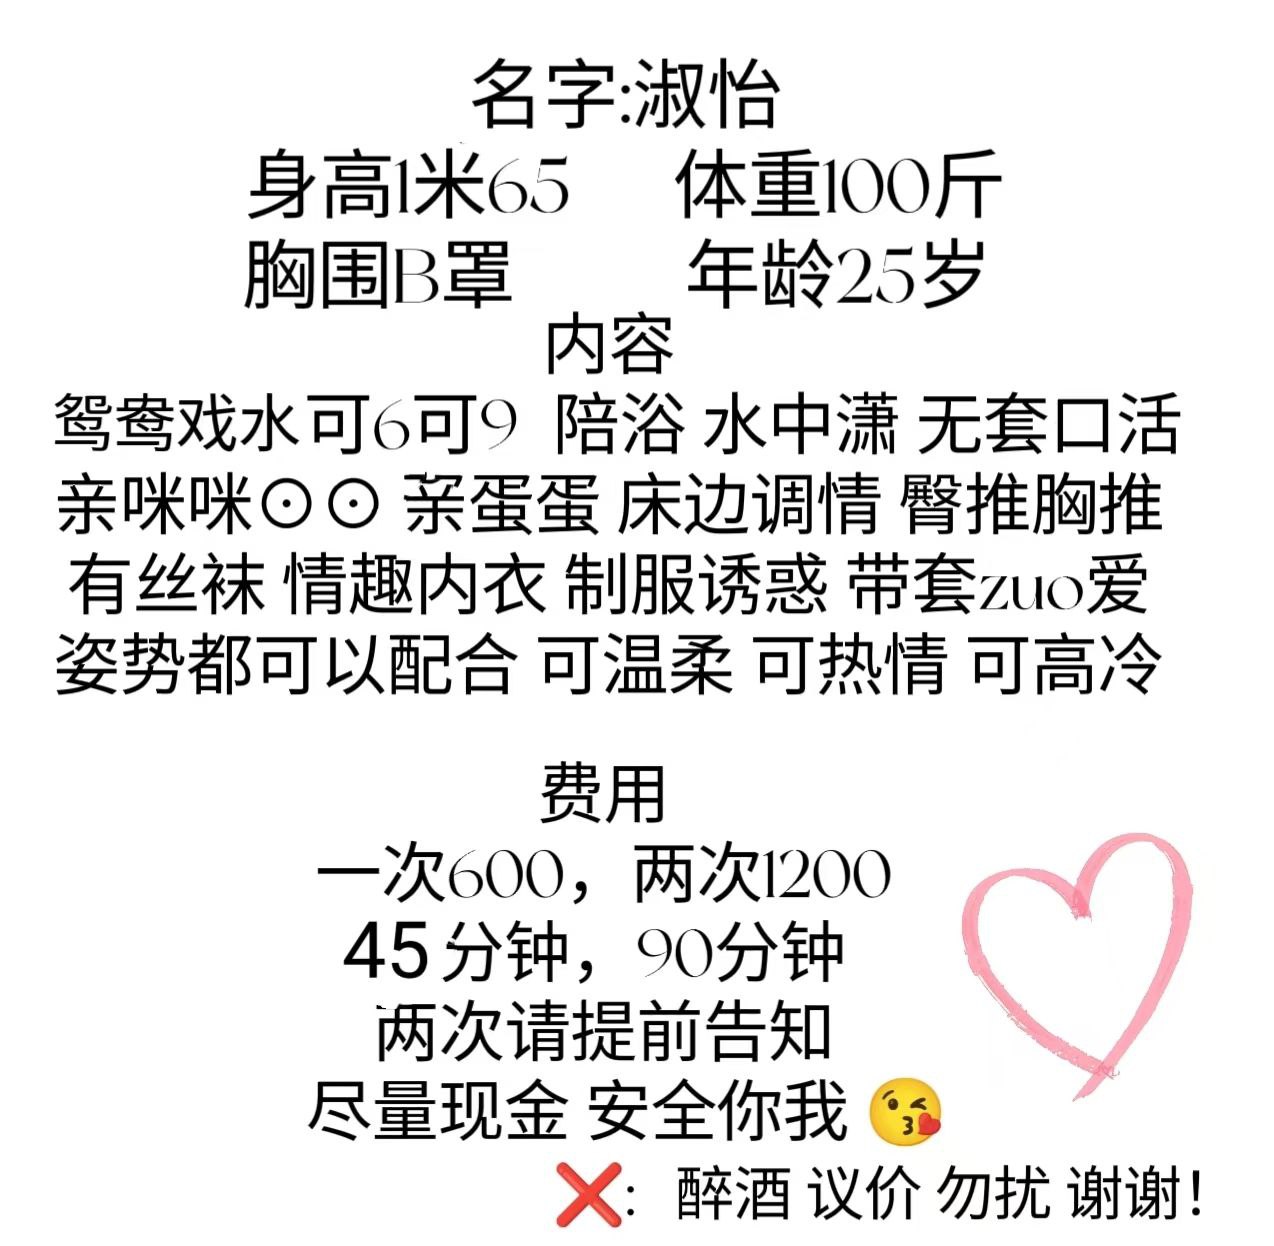 名字:淑怡
身高1米65 体重100斤
胸围B罩 年龄25岁
内容
鸳鸯戏水可6可9 陪浴 水中潇 无套口活
亲咪咪⊙⊙ 亲蛋蛋 床边调情 臀推胸推
有丝袜 情趣内衣 制服诱惑 带套zuo爱
姿势都可以配合 可温柔 可热情 可高冷
费用
一次600，两次1200
45分钟，90分钟
两次请提前告知
尽量现金 安全你我 😘
❌：醉酒 议价 勿扰 谢谢！